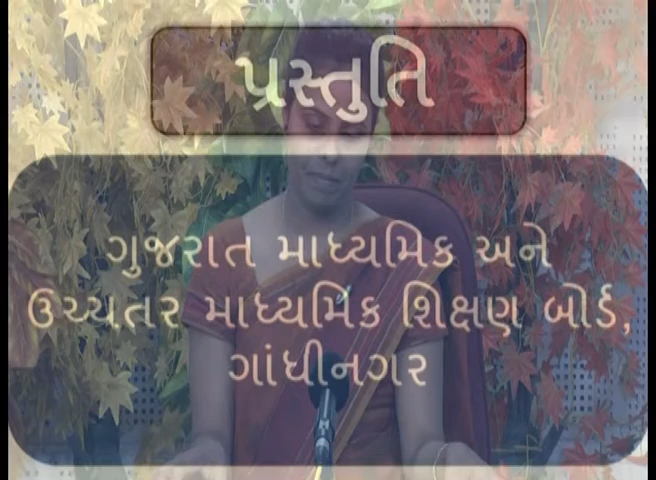 પ્રસ્તુતિ
ગુજરાત માધ્યમિક અને
ઉચ્ચતર માધ્યમિક શિક્ષણ બોર્ડ,
ગાંધીનગર